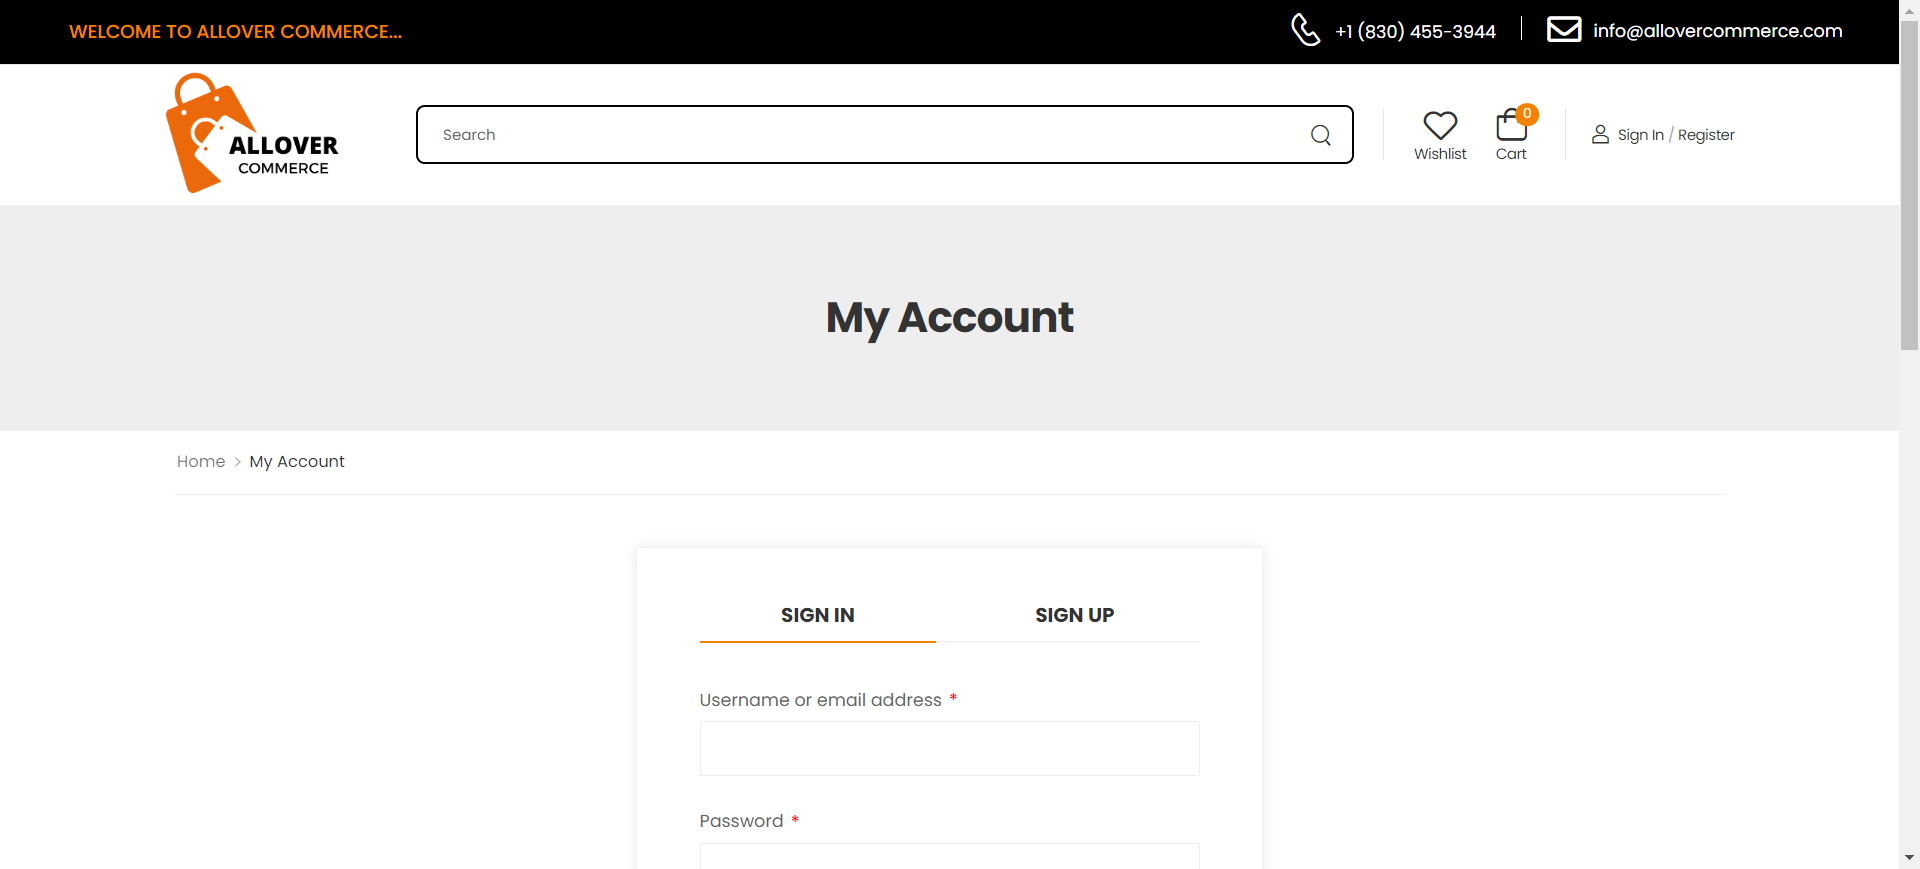 WELCOME TO ALLOVER COMMERCE...
+1 (830) 455-3944
info@allovercommerce.com
ALLOVER
COMMERCE
Search
Wishlist
0
Cart
Sign In / Register
My Account
Home > My Account
SIGN IN
SIGN UP
Username or email address *
Password *